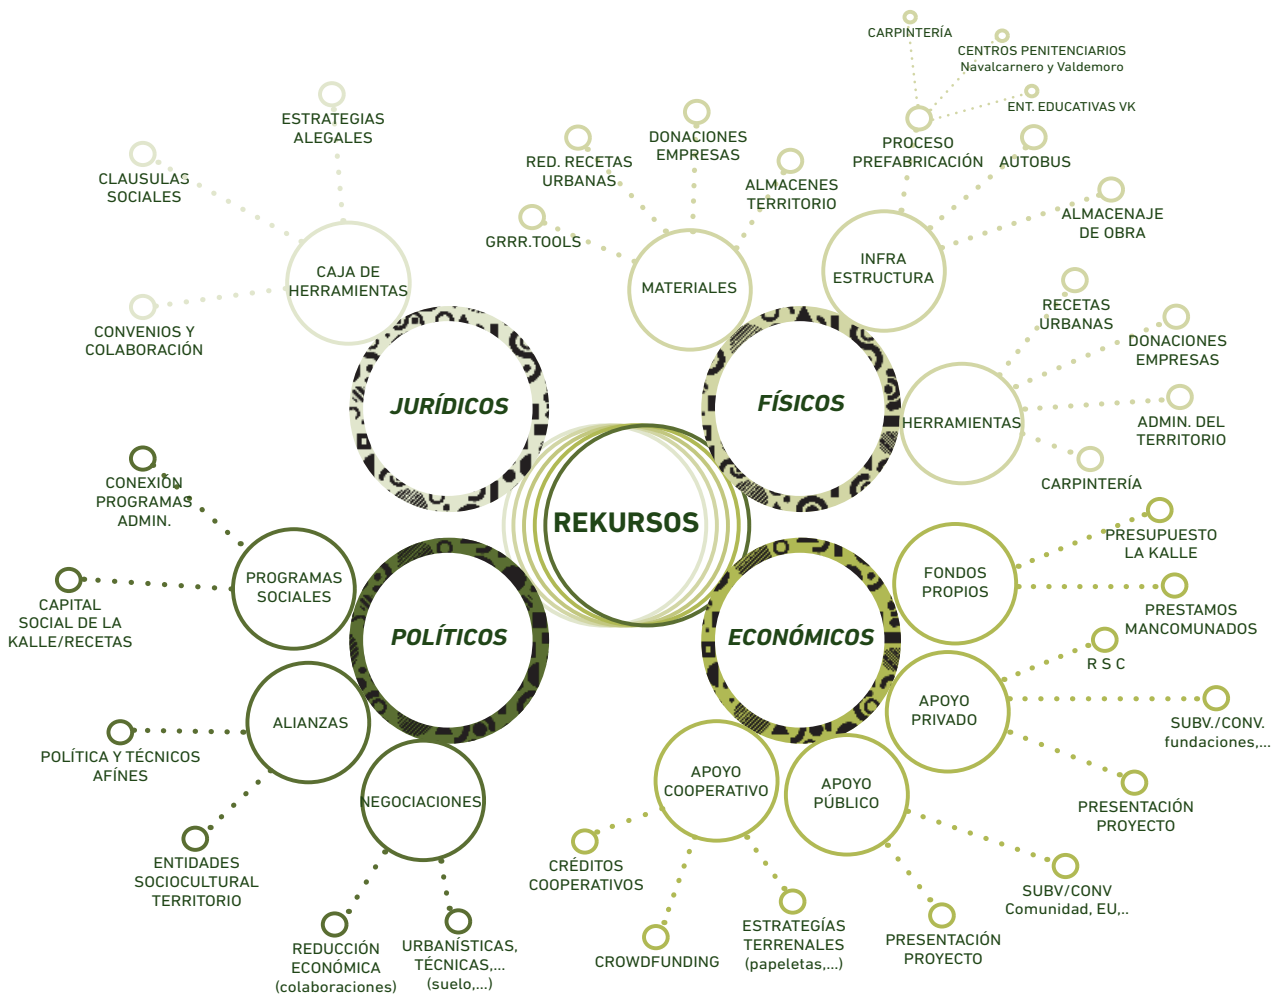 REKURSOS
JURÍDICOS
CAJA DE
HERRAMIENTAS
ESTRATEGIAS
ALEGALES
CLAUSULAS
SOCIALES
CONVENIOS Y
COLABORACIÓN
FÍSICOS
MATERIALES
GRRR.TOOLS
RED. RECETAS
URBANAS
DONACIONES
EMPRESAS
ALMACENES
TERRITORIO
INFRA
ESTRUCTURA
PROCESO
PREFABRICACIÓN
CARPINTERÍA
CENTROS PENITENCIARIOS
Navalcarnero y Valdemoro
ENT. EDUCATIVAS VK
AUTOBUS
ALMACENAJE
DE OBRA
HERRAMIENTAS
RECETAS
URBANAS
DONACIONES
EMPRESAS
ADMIN. DEL
TERRITORIO
CARPINTERÍA
POLÍTICOS
PROGRAMAS
SOCIALES
CONEXIÓN
PROGRAMAS
ADMIN.
CAPITAL
SOCIAL DE LA
KALLE/RECETAS
ALIANZAS
POLÍTICA Y TÉCNICOS
AFÍNES
ENTIDADES
SOCIOCULTURAL
TERRITORIO
NEGOCIACIONES
REDUCCIÓN
ECONÓMICA
(colaboraciones)
URBANÍSTICAS,
TÉCNICAS,...
(suelo,...)
ECONÓMICOS
FONDOS
PROPIOS
PRESUPUESTO
LA KALLE
PRESTAMOS
MANCOMUNADOS
APOYO
PRIVADO
R S C
SUBV./CONV.
fundaciones,...
PRESENTACIÓN
PROYECTO
APOYO
PÚBLICO
SUBV/CONV
Comunidad, EU,..
PRESENTACIÓN
PROYECTO
APOYO
COOPERATIVO
CRÉDITOS
COOPERATIVOS
CROWDFUNDING
ESTRATEGÍAS
TERRENALES
(papeletas,...)